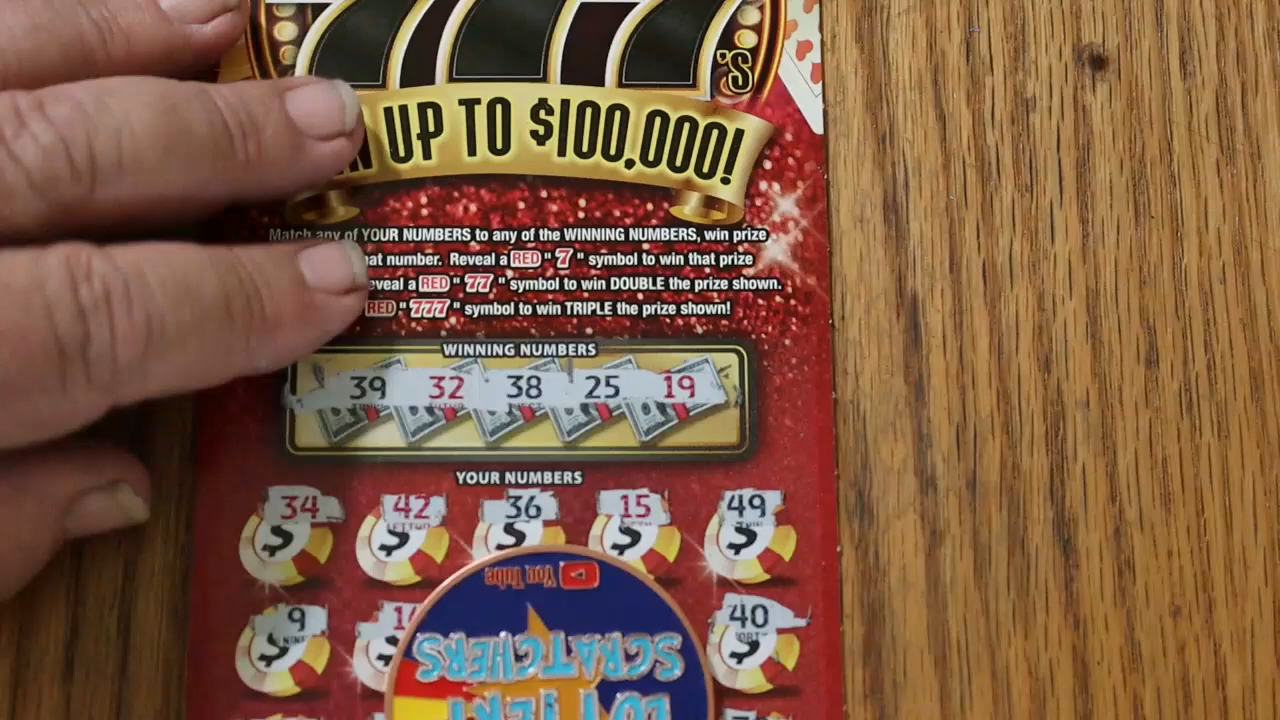 777's
UP TO $100,000!
Match any of YOUR NUMBERS to any of the WINNING NUMBERS, win prize
that number. Reveal a RED "7" symbol to win that prize
Reveal a RED "77" symbol to win DOUBLE the prize shown.
RED "777" symbol to win TRIPLE the prize shown!
WINNING NUMBERS
39 32 38 25 19
YOUR NUMBERS
34 42 36 15 49
$ $ $ $ $
9 40
NINE
$ $ $
YouTube
SCRATCHERS